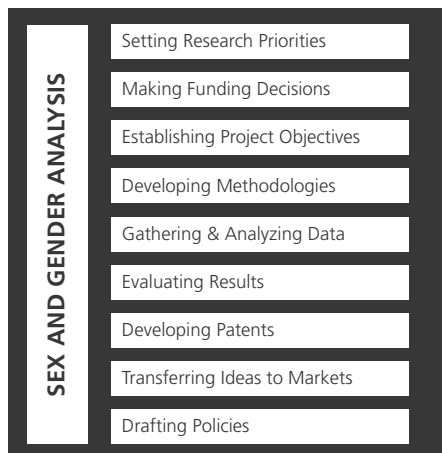 SEX AND GENDER ANALYSIS
Setting Research Priorities
Making Funding Decisions
Establishing Project Objectives
Developing Methodologies
Gathering & Analyzing Data
Evaluating Results
Developing Patents
Transferring Ideas to Markets
Drafting Policies